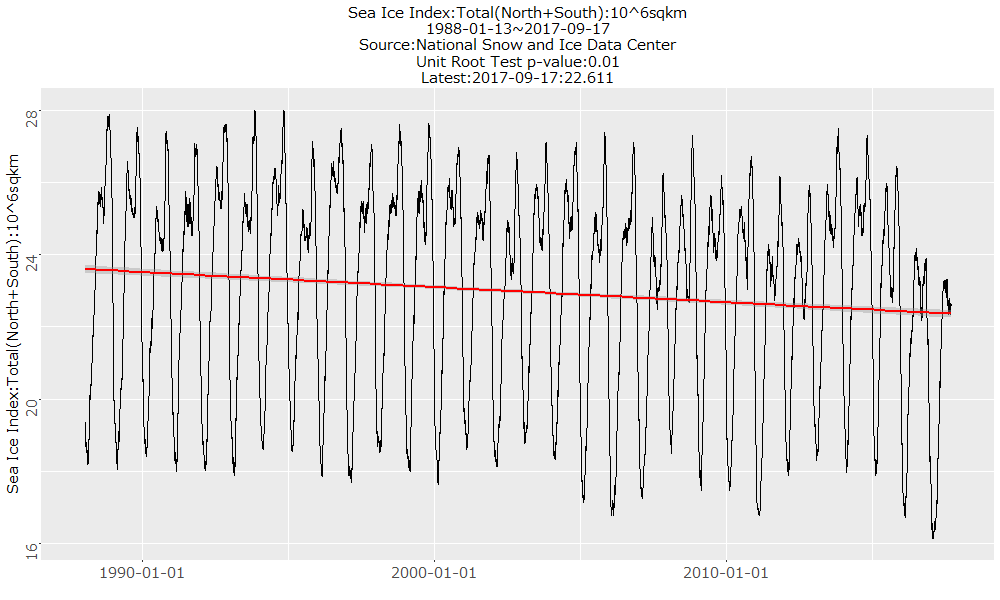 Sea Ice Index:Total(North+South):10^6sqkm
1988-01-13~2017-09-17
Source:National Snow and Ice Data Center
Unit Root Test p-value:0.01
Latest:2017-09-17:22.611
Sea Ice Index:Total(North+South):10^6sqkm
28
24
20
16
1990-01-01
2000-01-01
2010-01-01